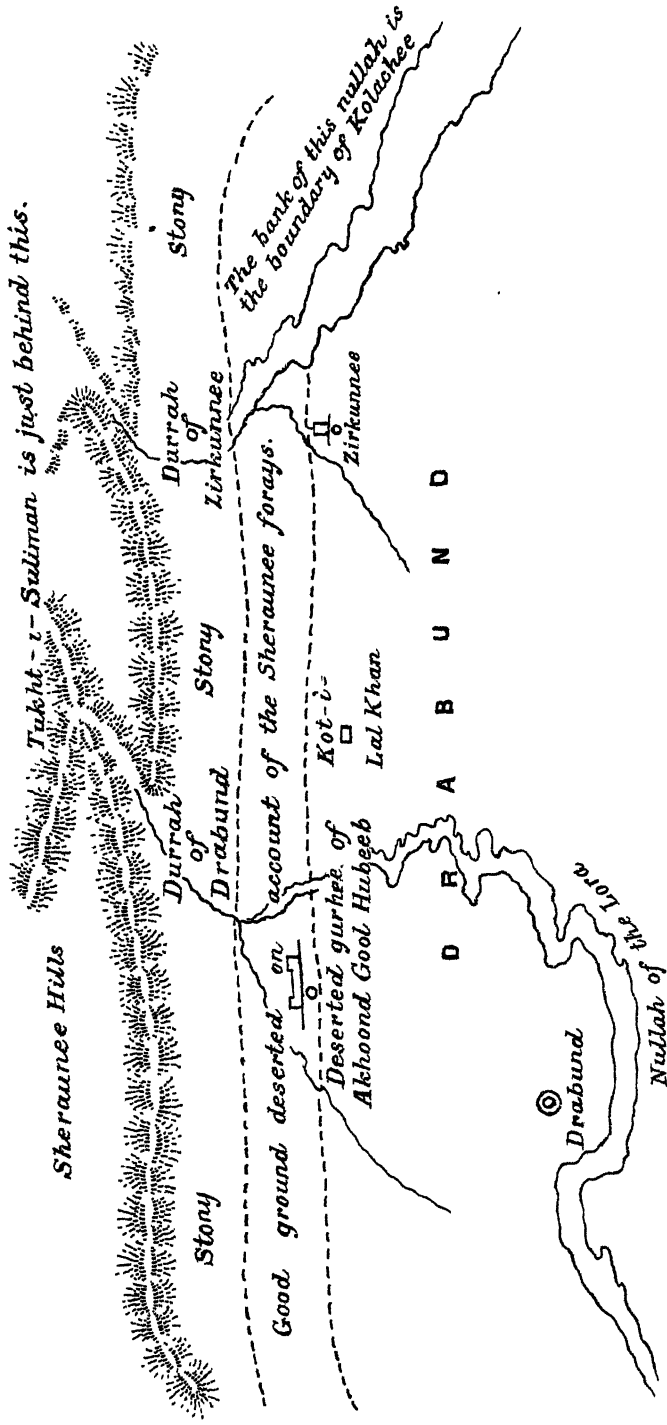 Tukht-i-Suliman is just behind this.
Sheraunee Hills
Stony
Stony
Stony
Durrah
of
Drabund
Durrah
of
Zirkunnee
The bank of this nullah is
the boundary of Kolachee
Good ground deserted on account of the Sheraunee forays.
Deserted gurhee of
Akhoond Gool Hubeeb
Kot-i-
Lal Khan
Zirkunnee
DRABUND
Drabund
Nullah of the Lora